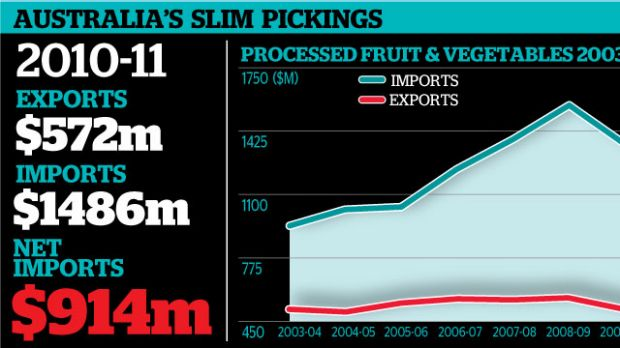 AUSTRALIA'S SLIM PICKINGS
2010-11
EXPORTS
$572m
IMPORTS
$1486m
NET
IMPORTS
$914m
PROCESSED FRUIT & VEGETABLES 2003
1750 ($M)
IMPORTS
EXPORTS
1425
1100
775
450
2003-04 2004-05 2005-06 2006-07 2007-08 2008-09 200